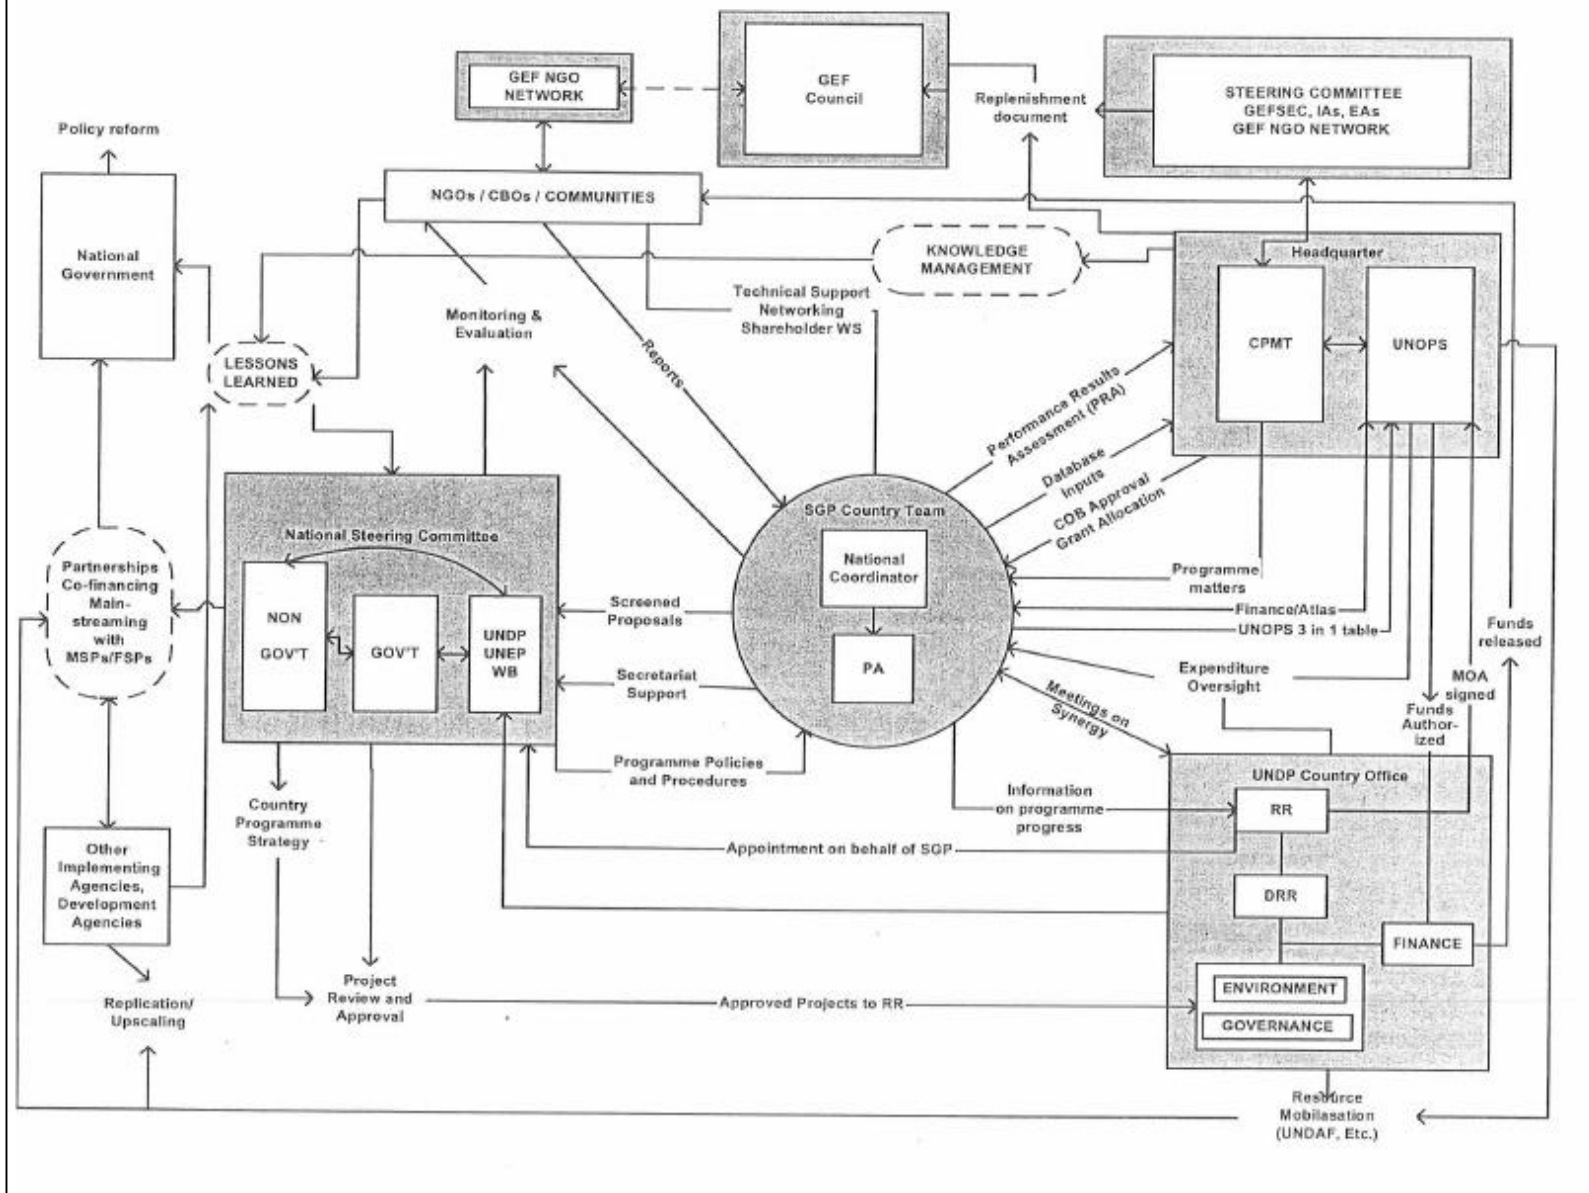 GEF NGO
NETWORK
GEF
Council
Replenishment
document
STEERING COMMITTEE
GEFSEC, IAs, EAs
GEF NGO NETWORK
Policy reform
National
Government
NGOs / CBOs / COMMUNITIES
KNOWLEDGE
MANAGEMENT
Headquarter
CPMT
UNOPS
Technical Support
Networking
Shareholder WS
Monitoring &
Evaluation
Reports
LESSONS
LEARNED
Performance Results
Assessment (PRA)
Database
Inputs
COB Approval
Grant Allocation
SGP Country Team
National
Coordinator
PA
National Steering Committee
NON
GOV'T
GOV'T
UNDP
UNEP
WB
Partnerships
Co-financing
Main-
streaming
with
MSPs/FSPs
Screened
Proposals
Secretariat
Support
Programme Policies
and Procedures
Programme
matters
Finance/Atlas
UNOPS 3 in 1 table
Expenditure
Oversight
Funds
released
MOA
signed
Funds
Author-
ized
Meetings on
Synergy
UNDP Country Office
RR
DRR
FINANCE
ENVIRONMENT
GOVERNANCE
Information
on programme
progress
Appointment on behalf of SGP
Country
Programme
Strategy
Other
Implementing
Agencies,
Development
Agencies
Replication/
Upscaling
Project
Review and
Approval
Approved Projects to RR
Resource
Mobilasation
(UNDAF, Etc.)